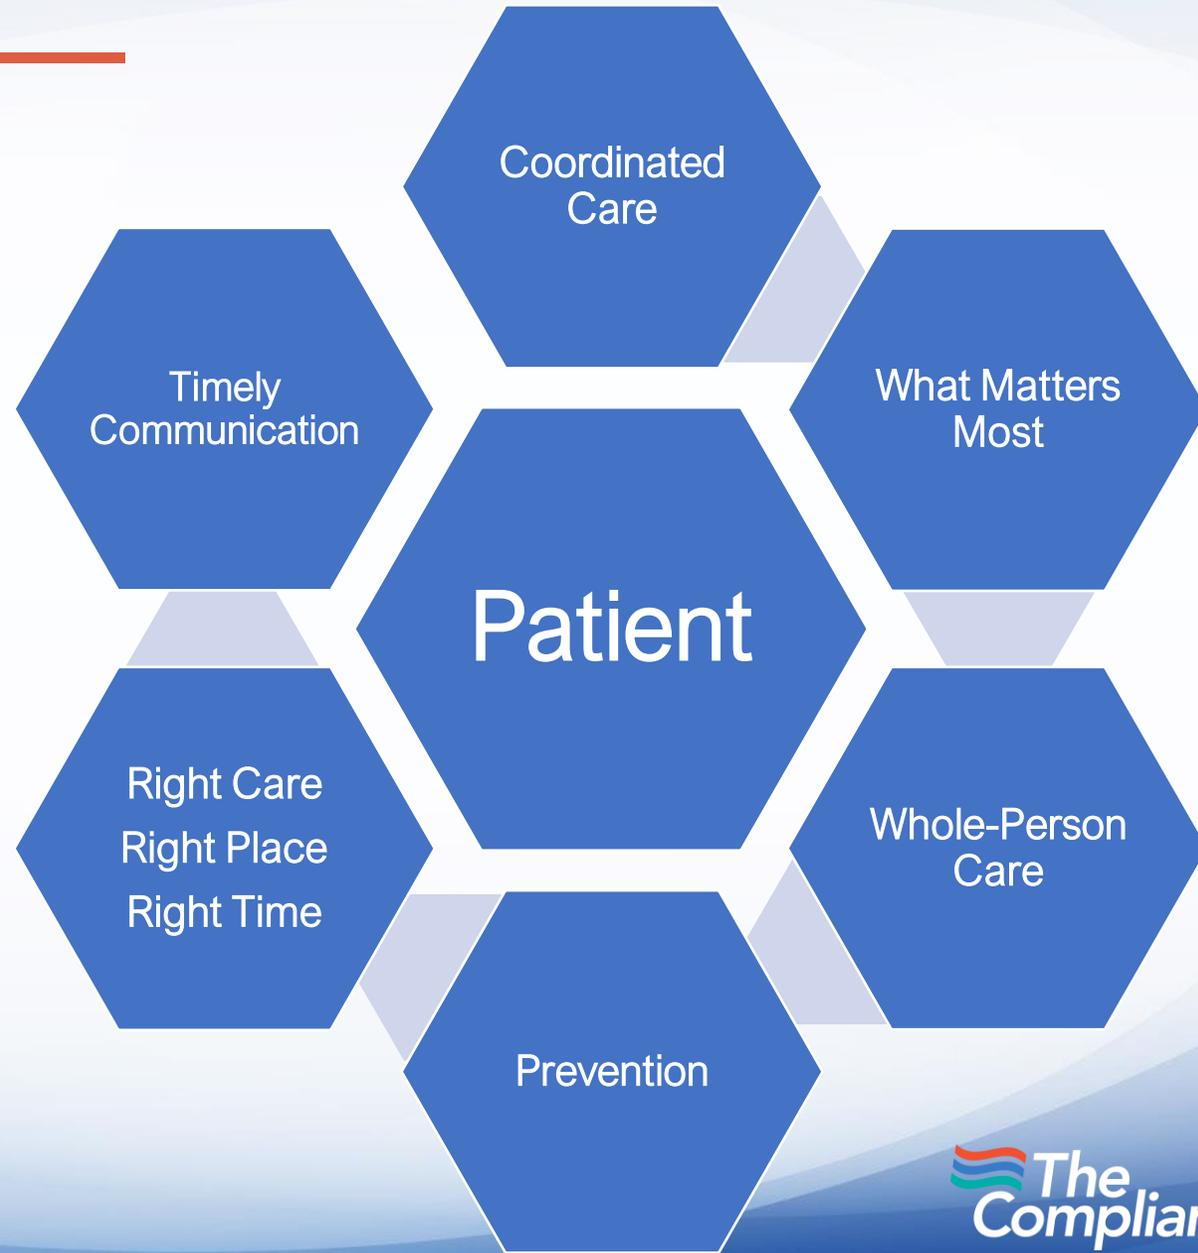 Coordinated
Care
What Matters
Most
Whole-Person
Care
Prevention
Right Care
Right Place
Right Time
Timely
Communication
Patient
The